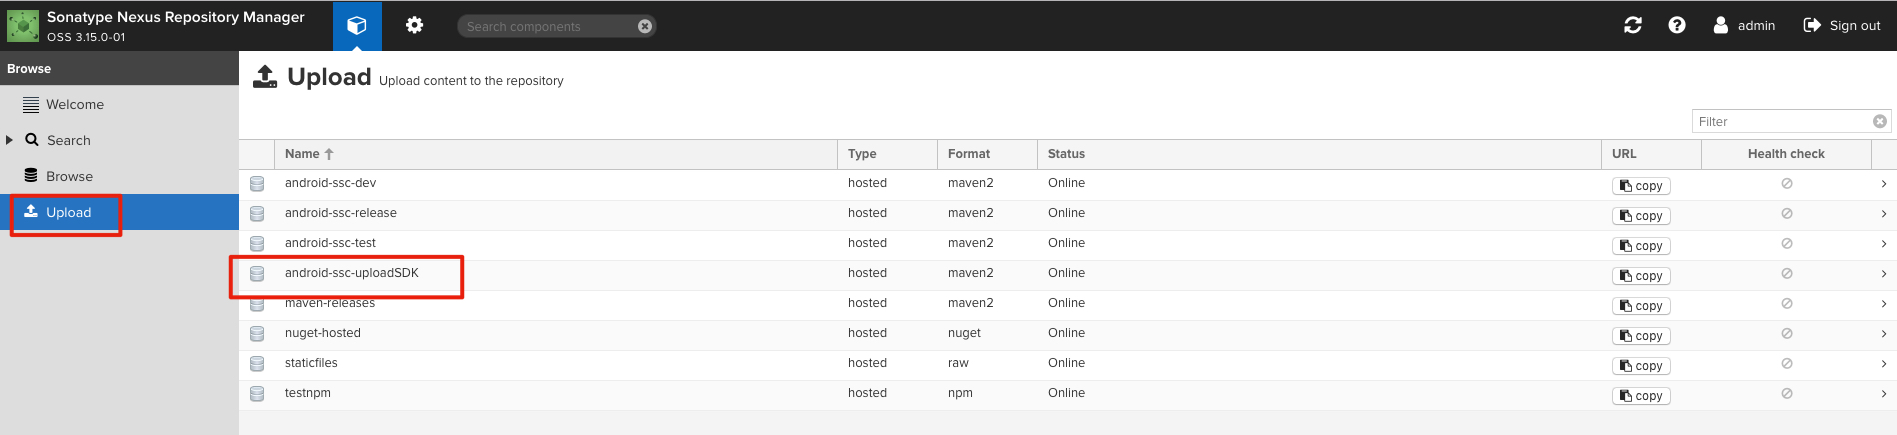 Sonatype Nexus Repository Manager
OSS 3.15.0-01
Search components
admin
Sign out
Browse
Welcome
Search
Browse
Upload
Upload Upload content to the repository
Filter
Name Type Format Status URL Health check
android-ssc-dev hosted maven2 Online copy
android-ssc-release hosted maven2 Online copy
android-ssc-test hosted maven2 Online copy
android-ssc-uploadSDK hosted maven2 Online copy
maven-releases hosted maven2 Online copy
nuget-hosted hosted nuget Online copy
staticfiles hosted raw Online copy
testnpm hosted npm Online copy